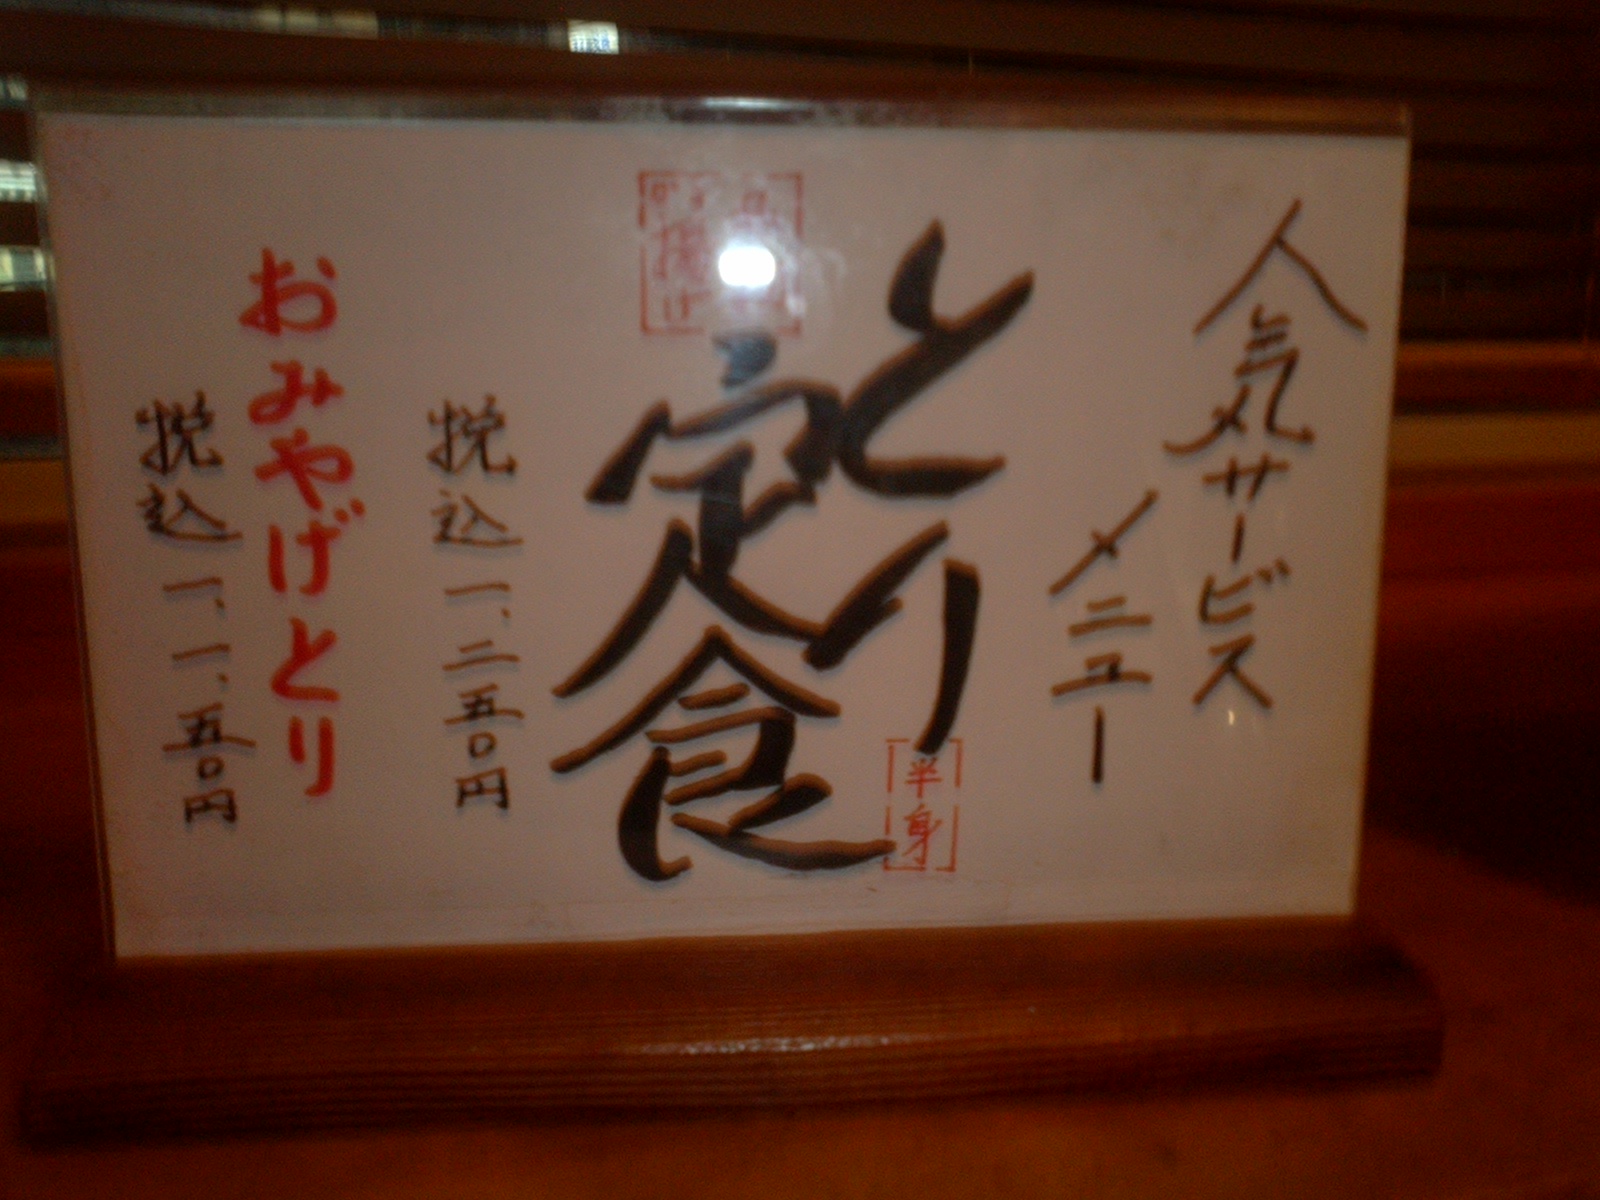 人気サービス
メニュー
とり
半身
定食
税込一、二五〇円
おみやげとり
税込一、一、五〇円